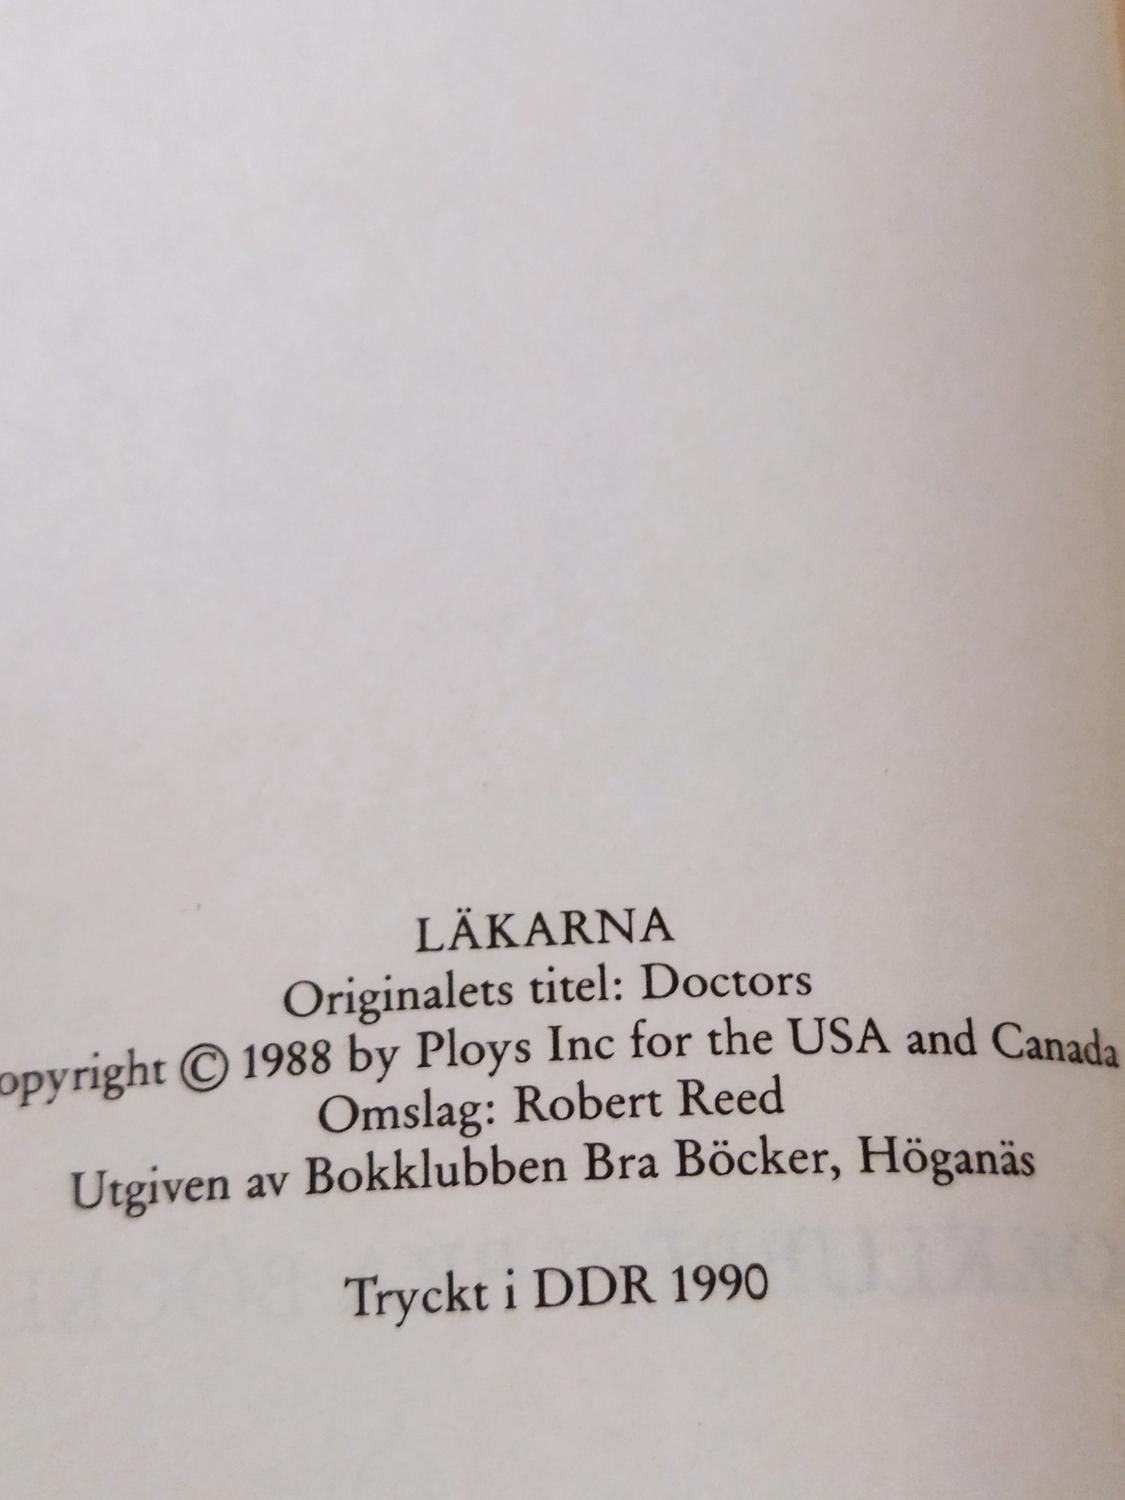 LÄKARNA
Originalets titel: Doctors
opyright © 1988 by Ploys Inc for the USA and Canada
Omslag: Robert Reed
Utgiven av Bokklubben Bra Böcker, Höganäs
Tryckt i DDR 1990